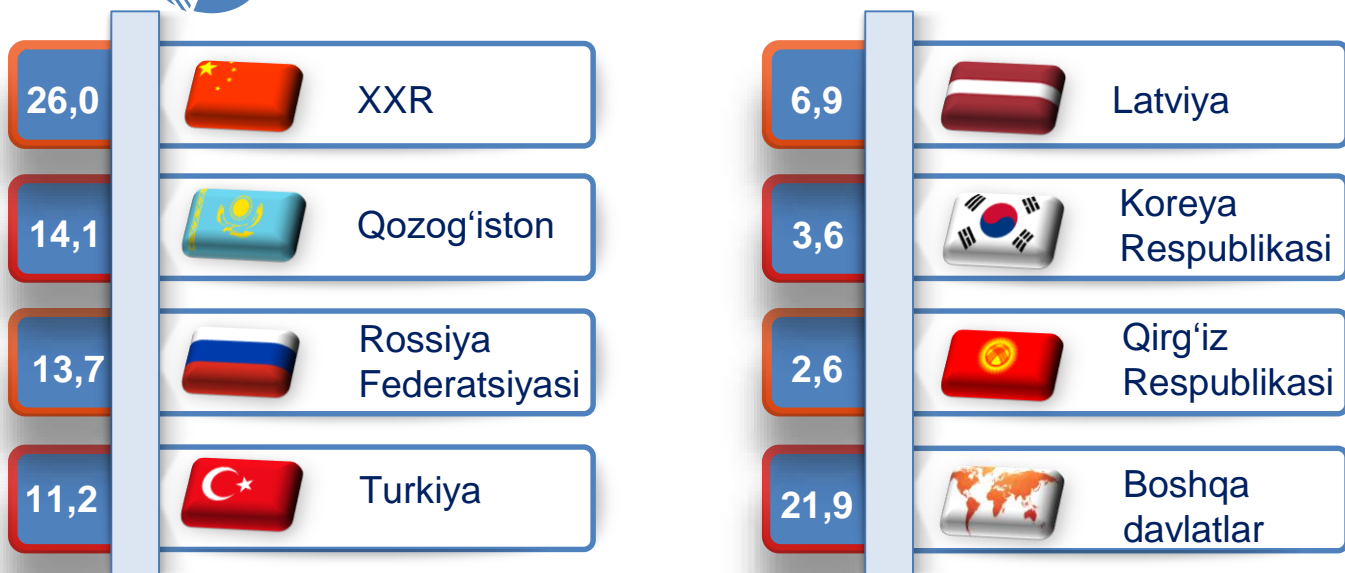 26,0
XXR
14,1
Qozog‘iston
13,7
Rossiya
Federatsiyasi
11,2
Turkiya
6,9
Latviya
3,6
Koreya
Respublikasi
2,6
Qirg‘iz
Respublikasi
21,9
Boshqa
davlatlar